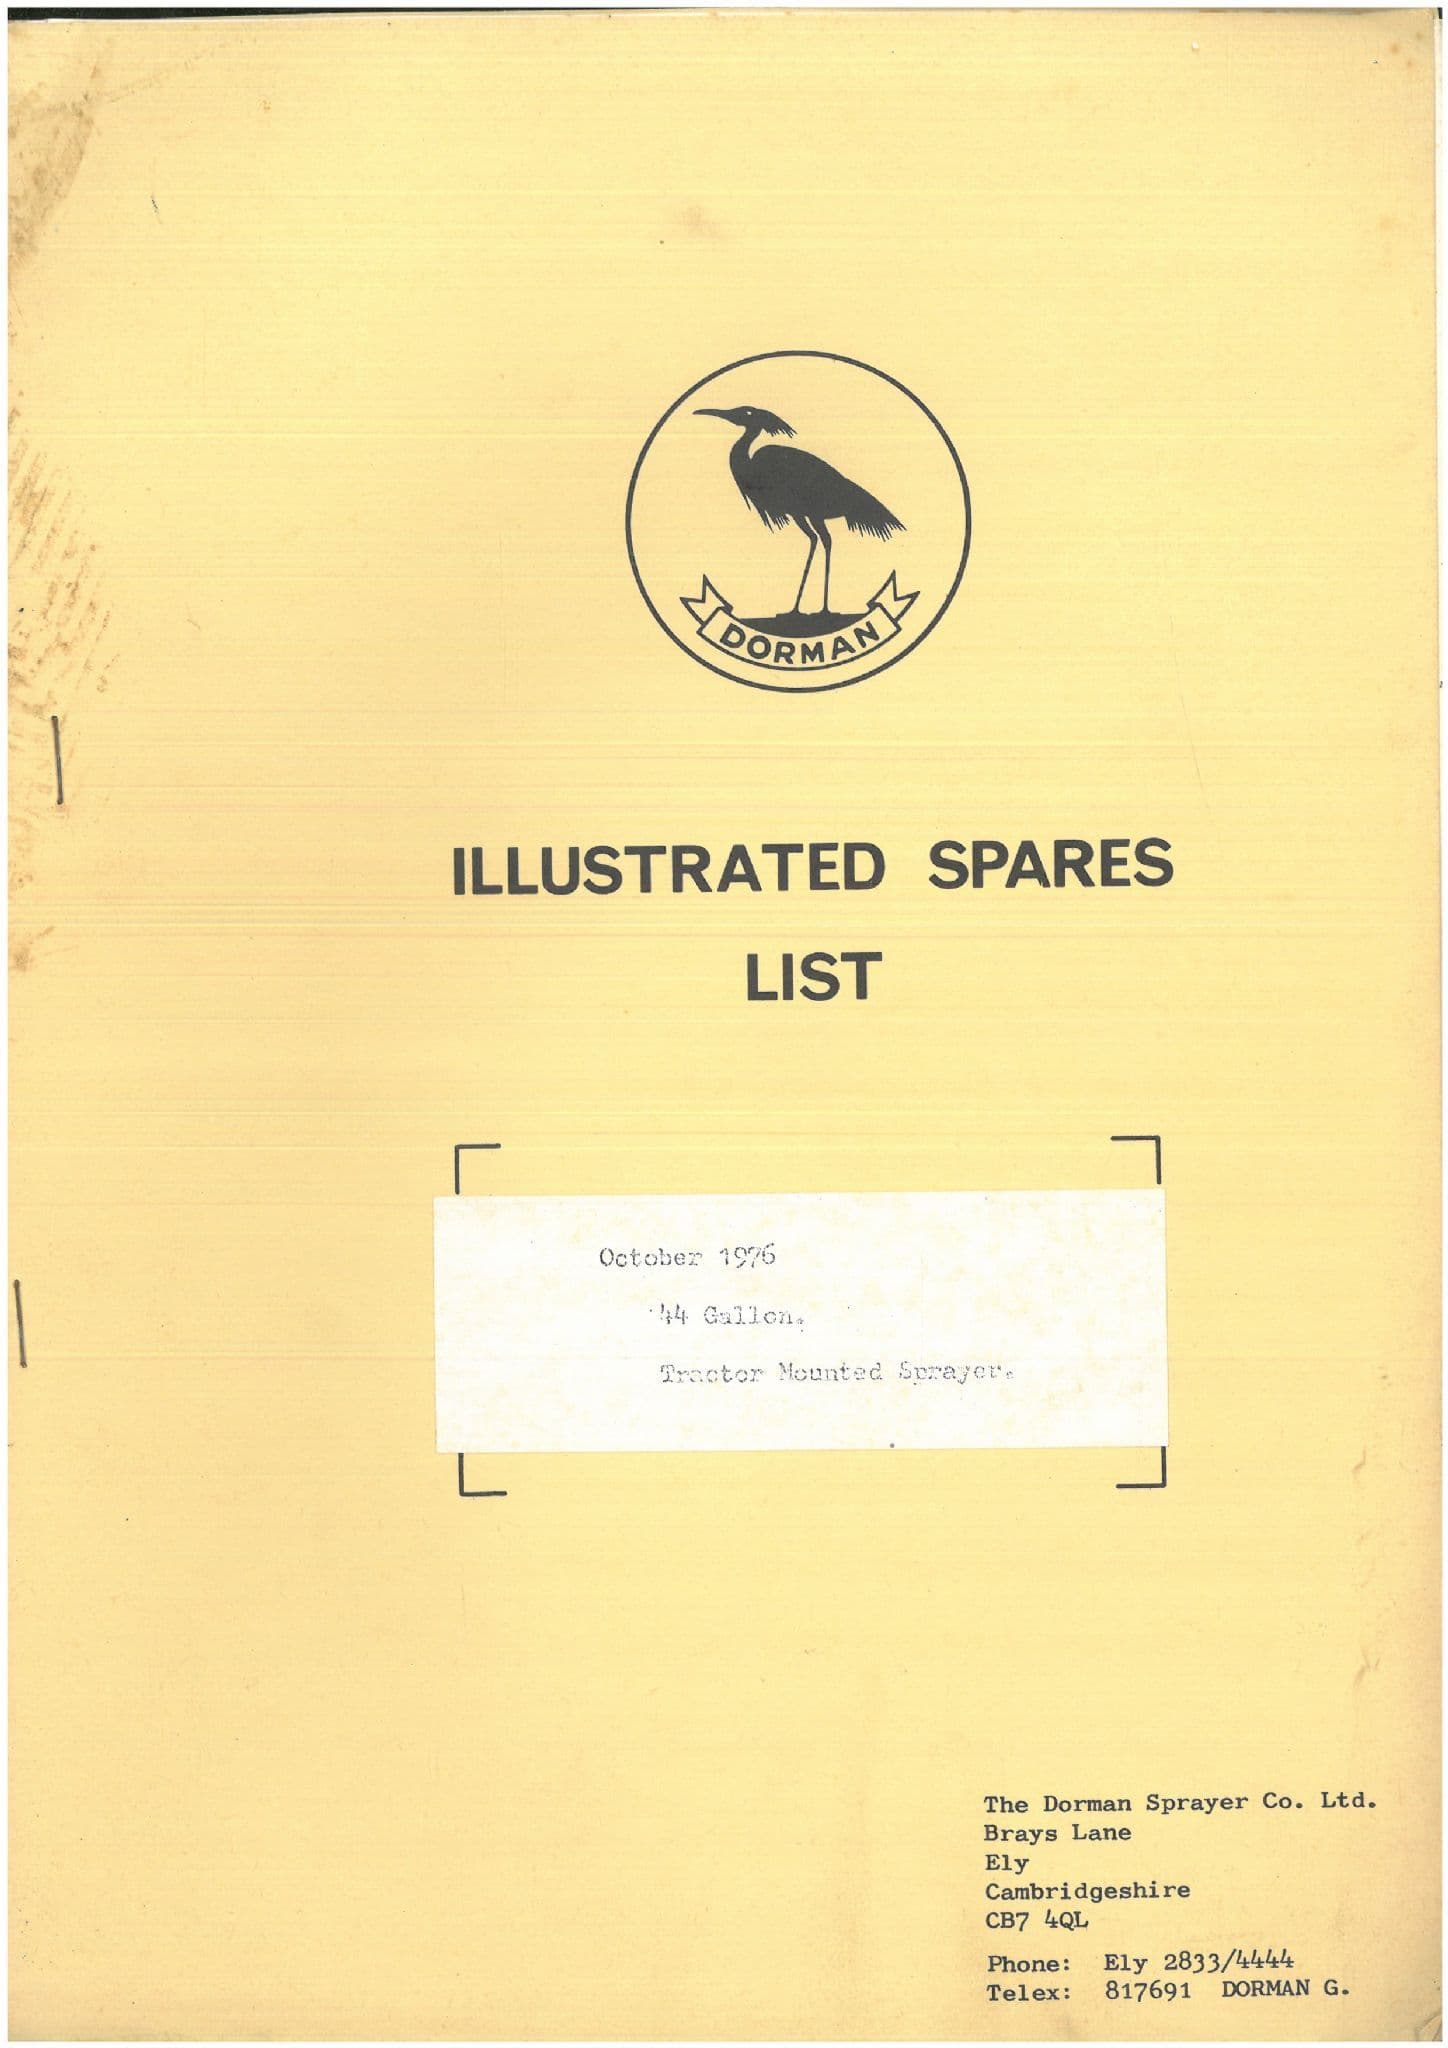 DORMAN
ILLUSTRATED SPARES
LIST
October 1976
44 Gallon.
Tractor Mounted Sprayer.
The Dorman Sprayer Co. Ltd.
Brays Lane
Ely
Cambridgeshire
CB7 4QL
Phone: Ely 2833/4444
Telex: 817691 DORMAN G.